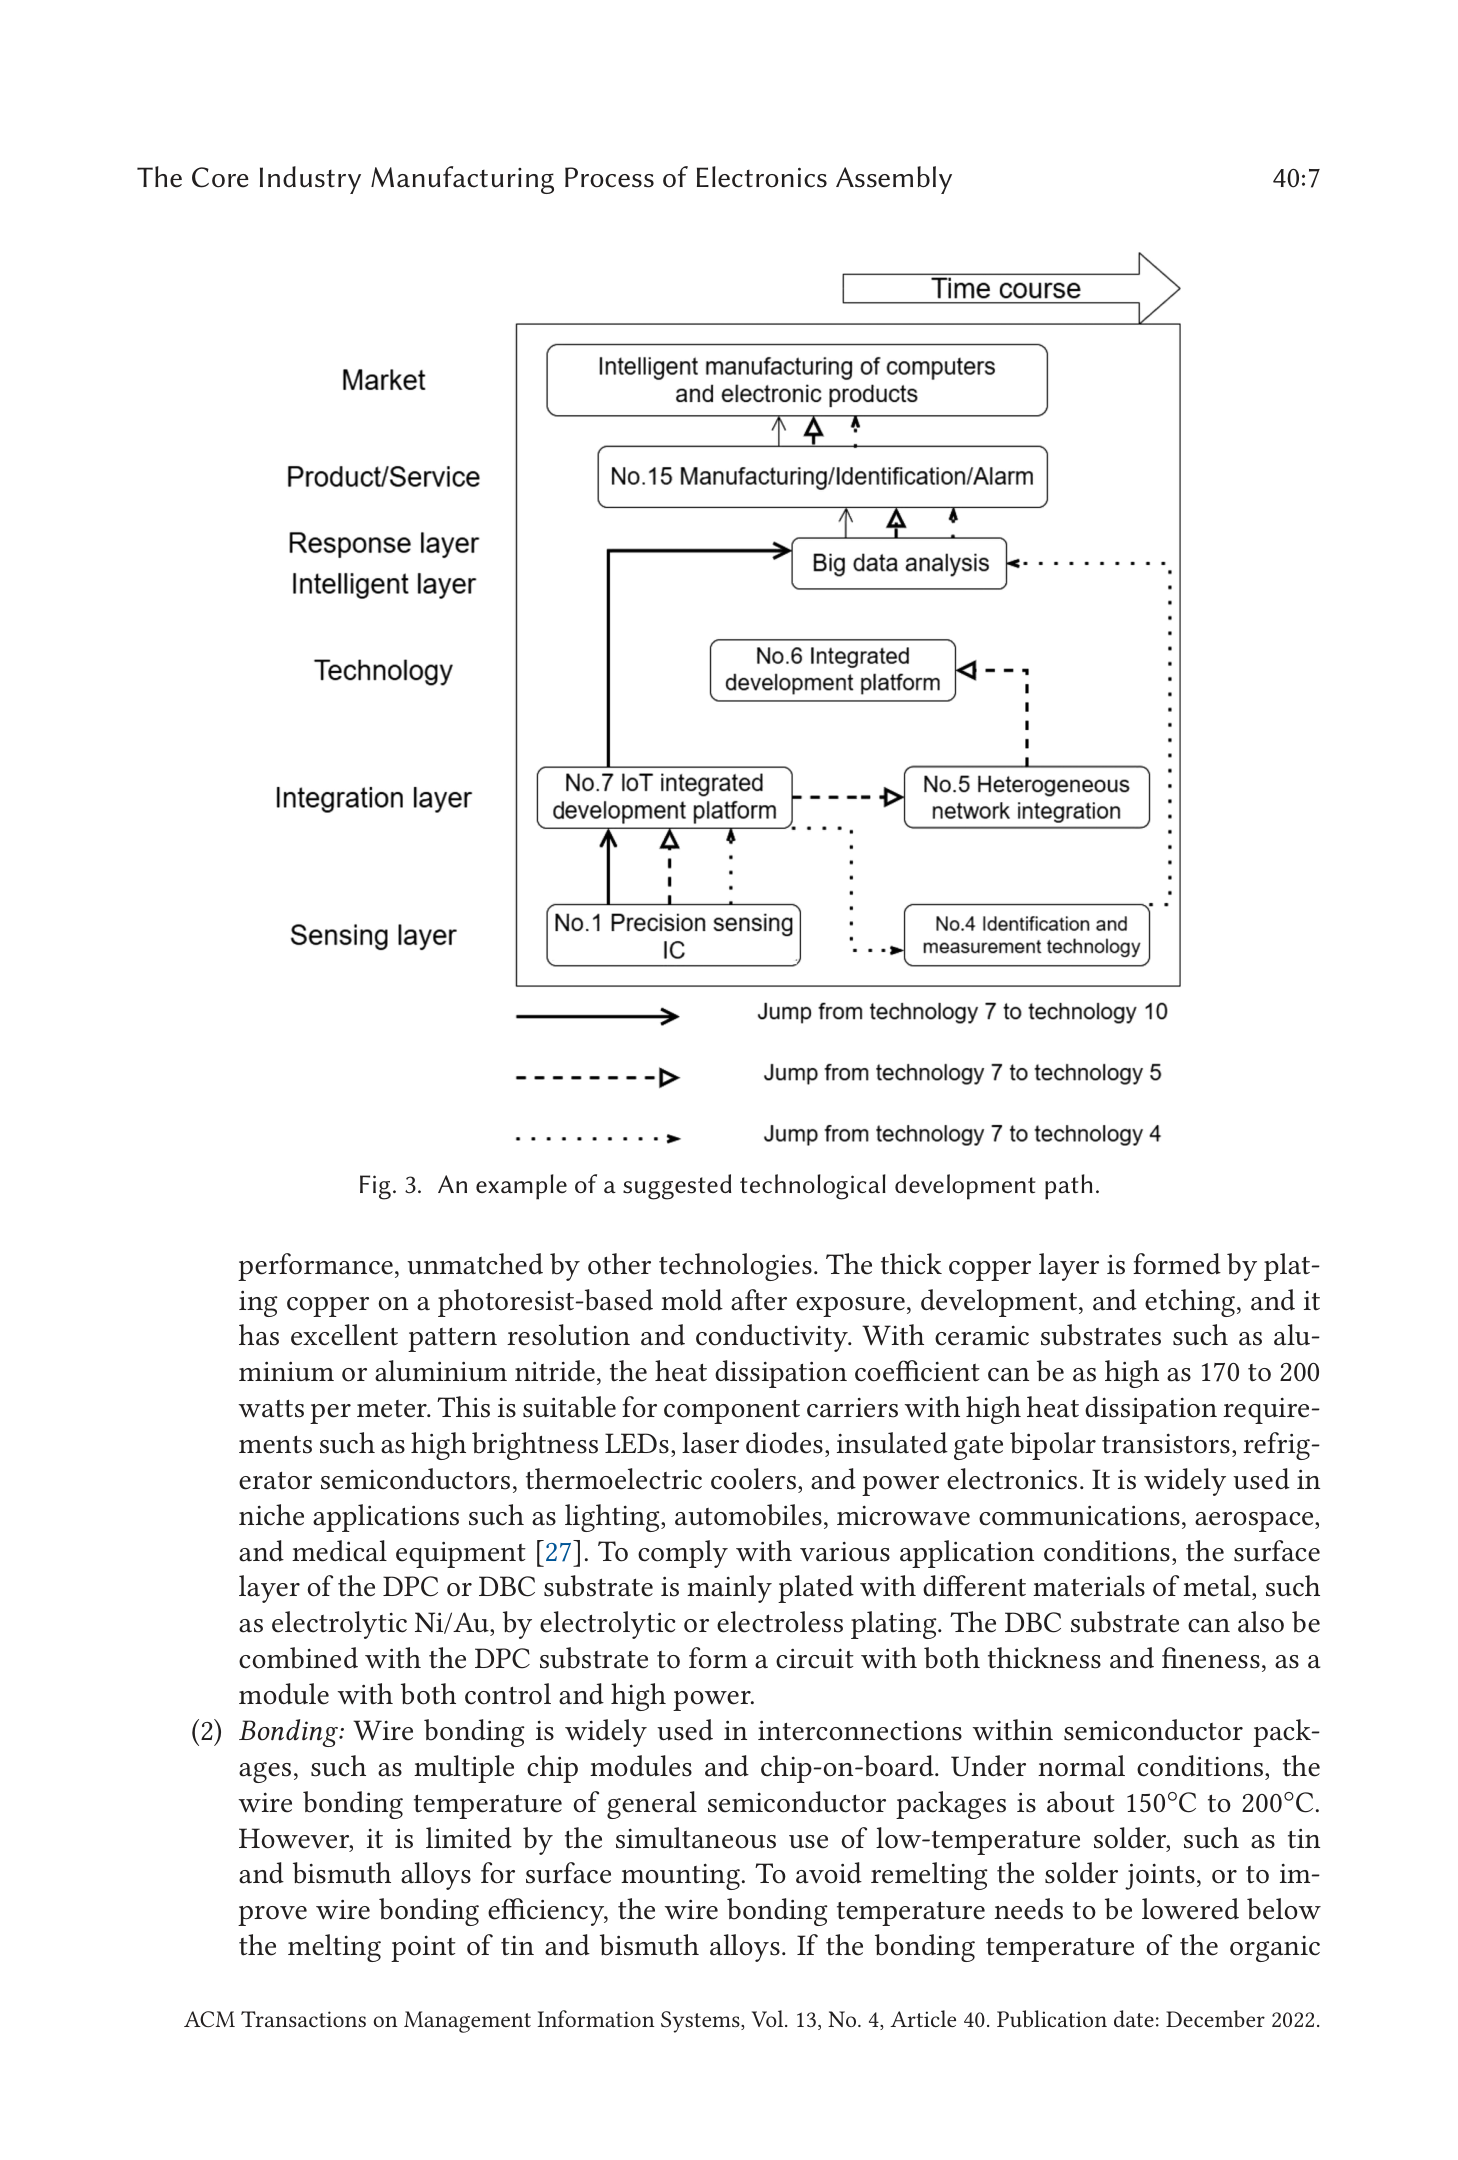 The Core Industry Manufacturing Process of Electronics Assembly 40:7
Time course
Market
Intelligent manufacturing of computers
and electronic products
Product/Service
No.15 Manufacturing/Identification/Alarm
Response layer
Intelligent layer
Big data analysis
Technology
No.6 Integrated
development platform
Integration layer
No.7 IoT integrated
development platform
No.5 Heterogeneous
network integration
Sensing layer
No.1 Precision sensing
IC
No.4 Identification and
measurement technology
Jump from technology 7 to technology 10
Jump from technology 7 to technology 5
Jump from technology 7 to technology 4
Fig. 3. An example of a suggested technological development path.
performance, unmatched by other technologies. The thick copper layer is formed by plat-
ing copper on a photoresist-based mold after exposure, development, and etching, and it
has excellent pattern resolution and conductivity. With ceramic substrates such as alu-
minium or aluminium nitride, the heat dissipation coefficient can be as high as 170 to 200
watts per meter. This is suitable for component carriers with high heat dissipation require-
ments such as high brightness LEDs, laser diodes, insulated gate bipolar transistors, refrig-
erator semiconductors, thermoelectric coolers, and power electronics. It is widely used in
niche applications such as lighting, automobiles, microwave communications, aerospace,
and medical equipment [27]. To comply with various application conditions, the surface
layer of the DPC or DBC substrate is mainly plated with different materials of metal, such
as electrolytic Ni/Au, by electrolytic or electroless plating. The DBC substrate can also be
combined with the DPC substrate to form a circuit with both thickness and fineness, as a
module with both control and high power.
(2) Bonding: Wire bonding is widely used in interconnections within semiconductor pack-
ages, such as multiple chip modules and chip-on-board. Under normal conditions, the
wire bonding temperature of general semiconductor packages is about 150°C to 200°C.
However, it is limited by the simultaneous use of low-temperature solder, such as tin
and bismuth alloys for surface mounting. To avoid remelting the solder joints, or to im-
prove wire bonding efficiency, the wire bonding temperature needs to be lowered below
the melting point of tin and bismuth alloys. If the bonding temperature of the organic
ACM Transactions on Management Information Systems, Vol. 13, No. 4, Article 40. Publication date: December 2022.